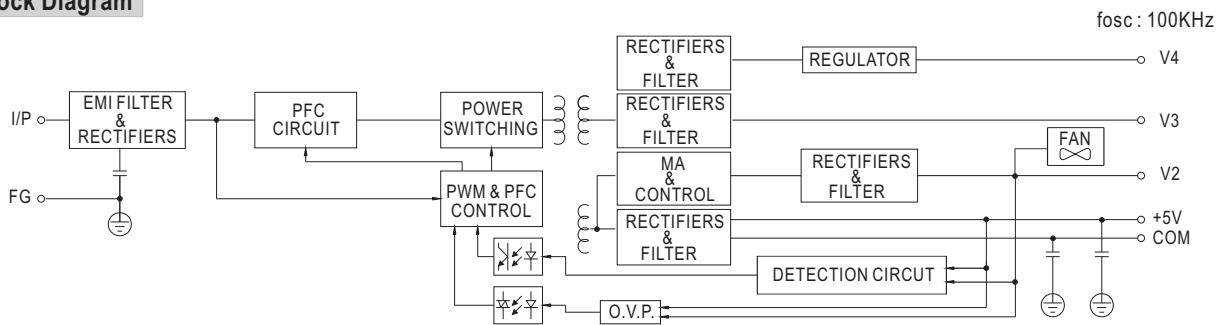 ock Diagram
fosc : 100KHz
I/P
EMI FILTER
&
RECTIFIERS
FG
PFC
CIRCUIT
POWER
SWITCHING
PWM & PFC
CONTROL
RECTIFIERS
&
FILTER
REGULATOR
V4
RECTIFIERS
&
FILTER
V3
FAN
MA
&
CONTROL
RECTIFIERS
&
FILTER
V2
RECTIFIERS
&
FILTER
+5V
COM
DETECTION CIRCUT
O.V.P.